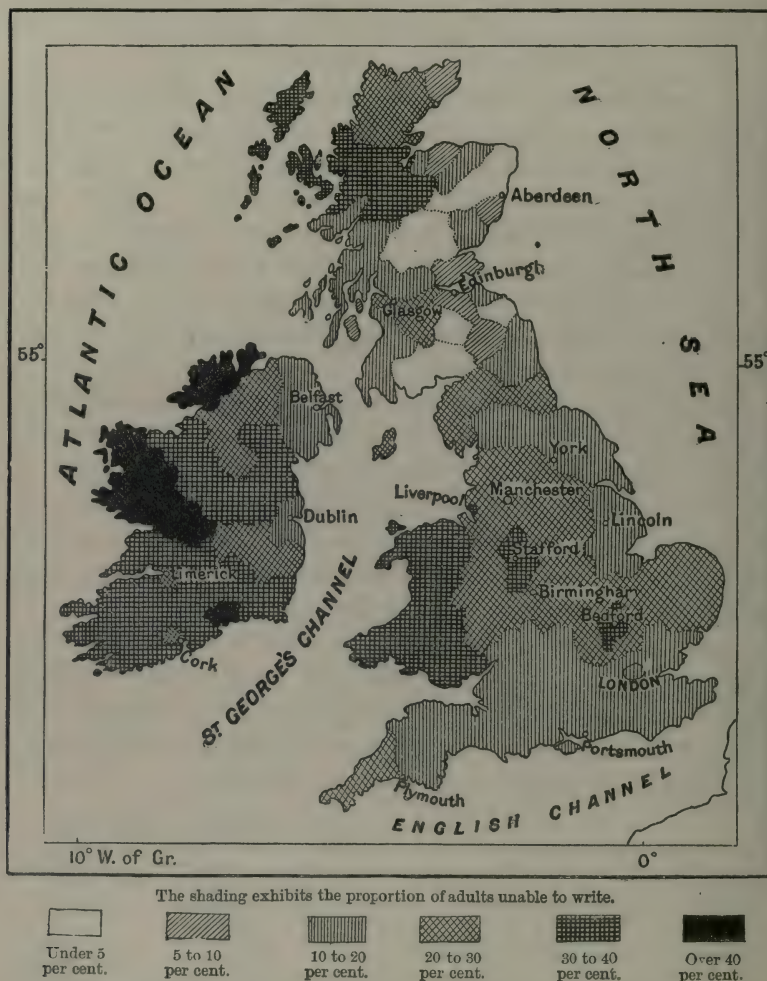 ATLANTIC OCEAN
NORTH SEA
Aberdeen
Edinburgh
Glasgow
55°
55°
Belfast
York
Liverpool
Manchester
Dublin
Lincoln
Stafford
Limerick
Birmingham
Bedford
ST GEORGE'S CHANNEL
Cork
LONDON
Portsmouth
Plymouth
ENGLISH CHANNEL
10° W. of Gr.
0°
The shading exhibits the proportion of adults unable to write.
Under 5
per cent.
5 to 10
per cent.
10 to 20
per cent.
20 to 30
per cent.
30 to 40
per cent.
Over 40
per cent.